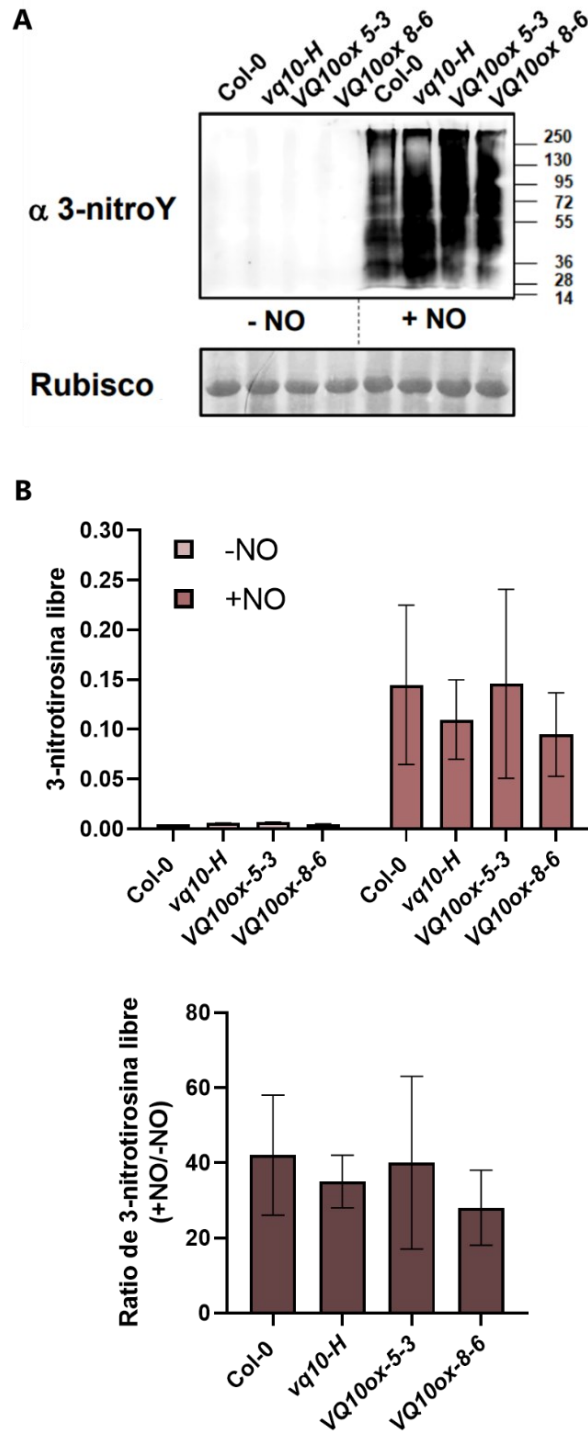 A
Col-0
vq10-H
VQ10ox 5-3
VQ10ox 8-6
Col-0
vq10-H
VQ10ox 5-3
VQ10ox 8-6
α 3-nitroY
250
130
95
72
55
36
28
14
- NO
+ NO
Rubisco
B
3-nitrotirosina libre
0.30
0.25
0.20
0.15
0.10
0.05
0.00
-NO
+NO
Col-0
vq10-H
VQ10ox-5-3
VQ10ox-8-6
Col-0
vq10-H
VQ10ox-5-3
VQ10ox-8-6
Ratio de 3-nitrotirosina libre
(+NO/-NO)
80
60
40
20
0
Col-0
vq10-H
VQ10ox-5-3
VQ10ox-8-6